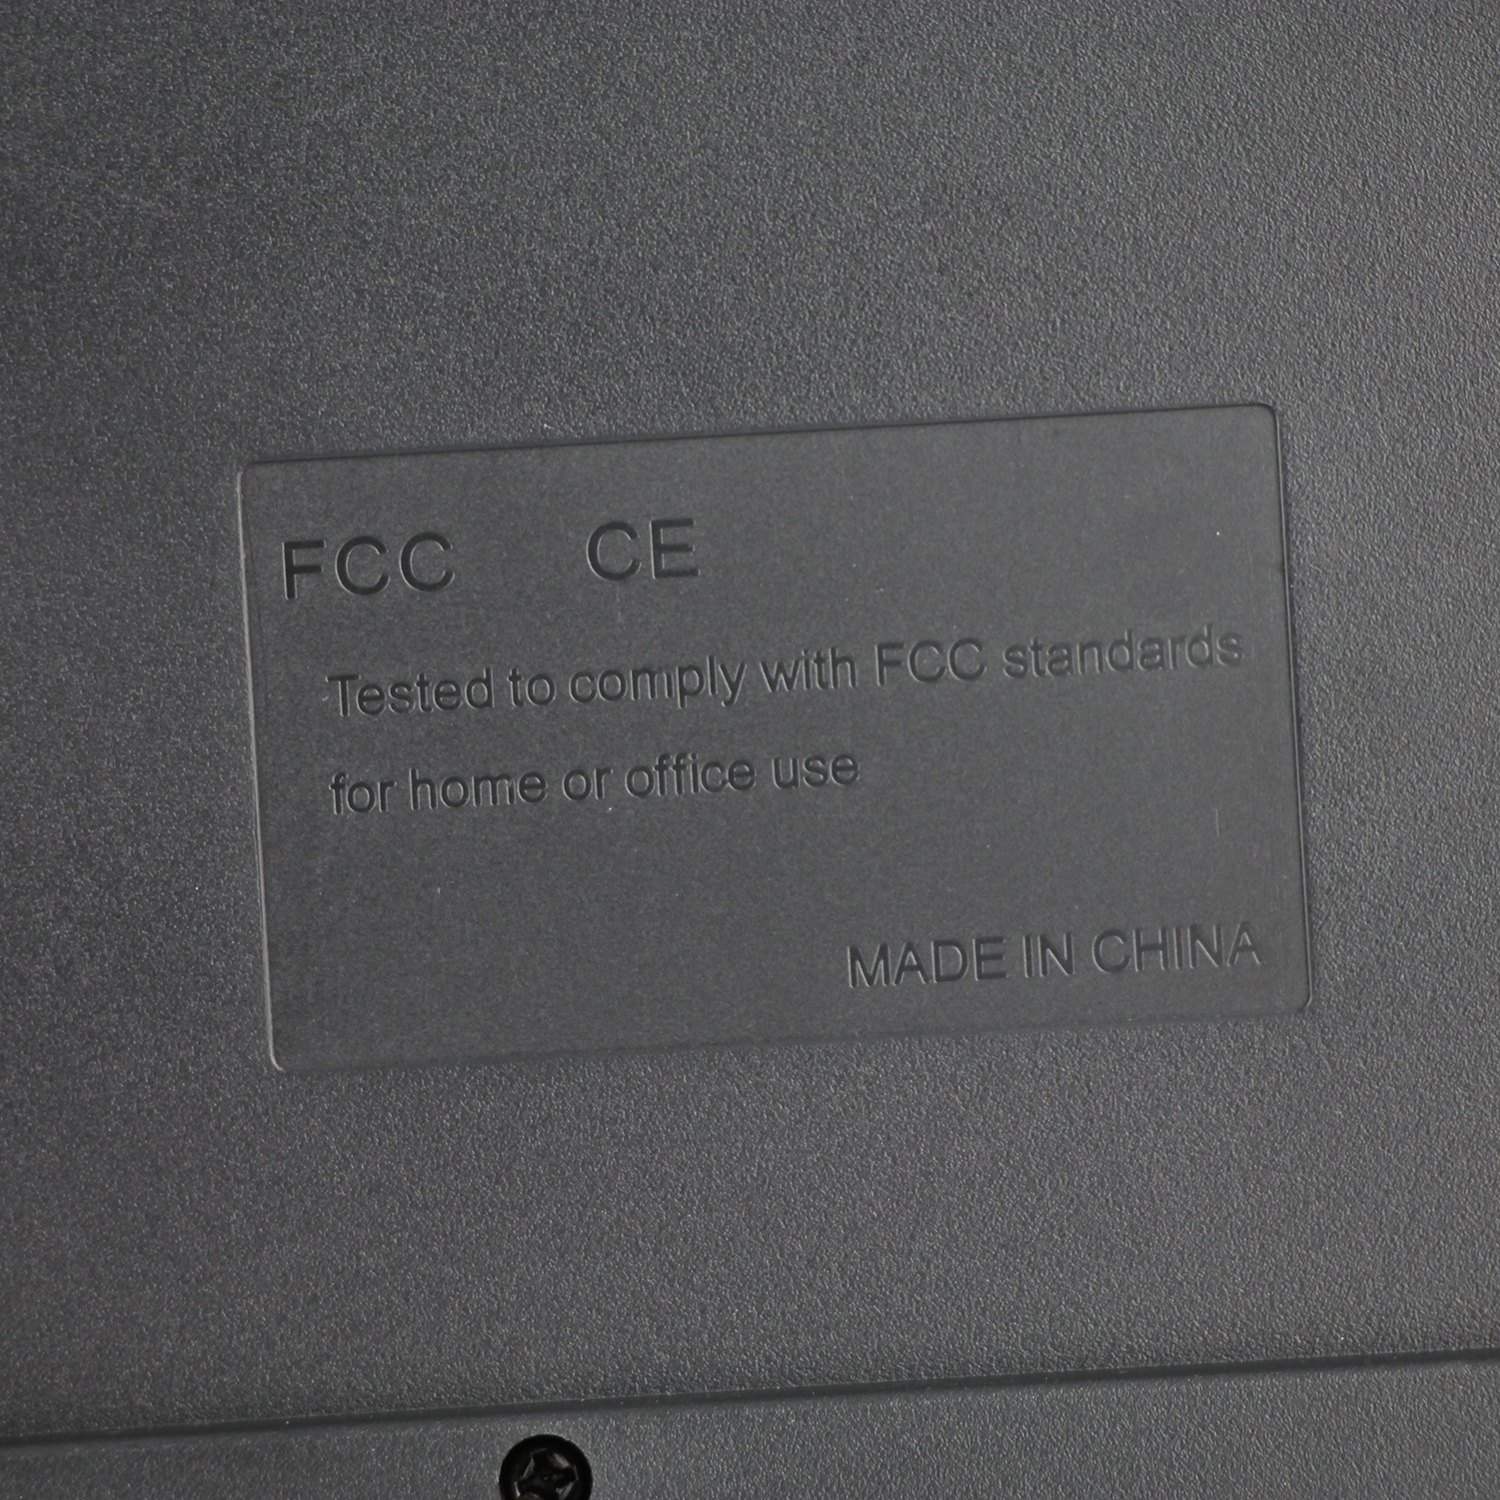 FCC CE
Tested to comply with FCC standards
for home or office use
MADE IN CHINA